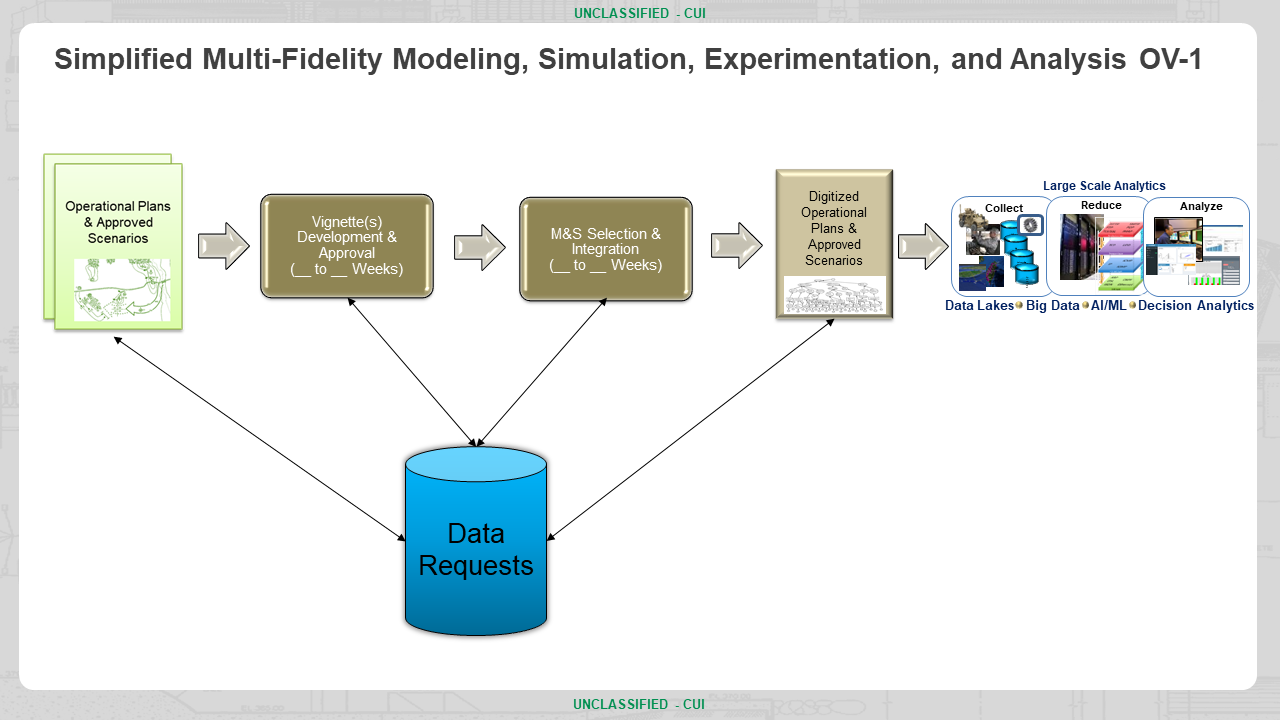 UNCLASSIFIED - CUI
Simplified Multi-Fidelity Modeling, Simulation, Experimentation, and Analysis OV-1
Operational Plans
& Approved
Scenarios
Vignette(s)
Development &
Approval
(__ to __ Weeks)
M&S Selection &
Integration
(__ to __ Weeks)
Digitized
Operational
Plans &
Approved
Scenarios
Large Scale Analytics
Collect
Reduce
Analyze
Data Lakes Big Data AI/ML Decision Analytics
Data
Requests
UNCLASSIFIED - CUI